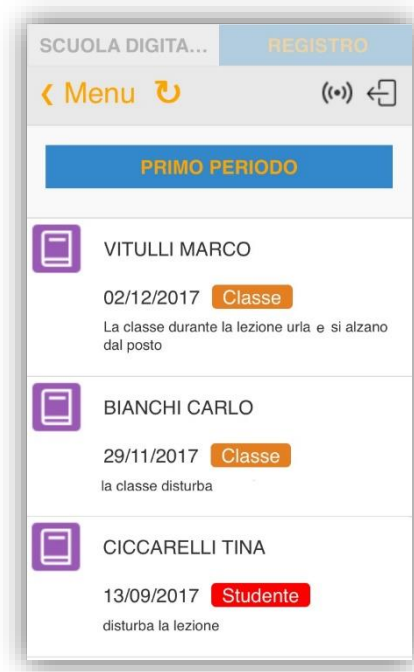 SCUOLA DIGITA... REGISTRO
Menu
PRIMO PERIODO
VITULLI MARCO
02/12/2017 Classe
La classe durante la lezione urla e si alzano
dal posto
BIANCHI CARLO
29/11/2017 Classe
la classe disturba
CICCARELLI TINA
13/09/2017 Studente
disturba la lezione